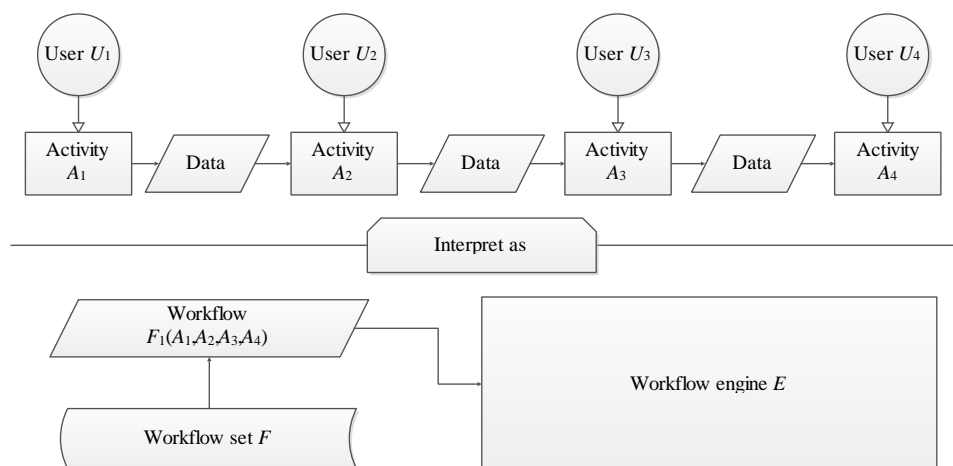 User U1
User U2
User U3
User U4
Activity
A1
Data
Activity
A2
Data
Activity
A3
Data
Activity
A4
Interpret as
Workflow
F1(A1,A2,A3,A4)
Workflow engine E
Workflow set F